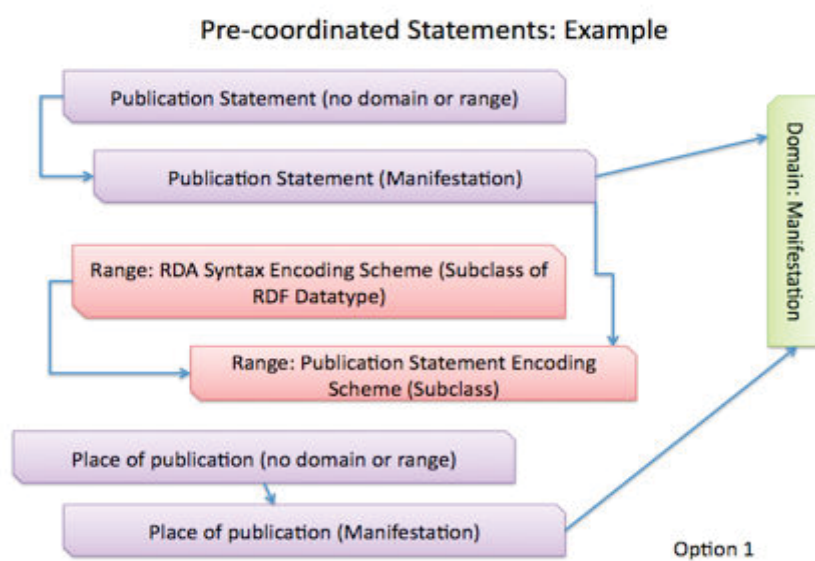 Pre-coordinated Statements: Example
Publication Statement (no domain or range)
Publication Statement (Manifestation)
Domain: Manifestation
Range: RDA Syntax Encoding Scheme (Subclass of
RDF Datatype)
Range: Publication Statement Encoding
Scheme (Subclass)
Place of publication (no domain or range)
Place of publication (Manifestation)
Option 1